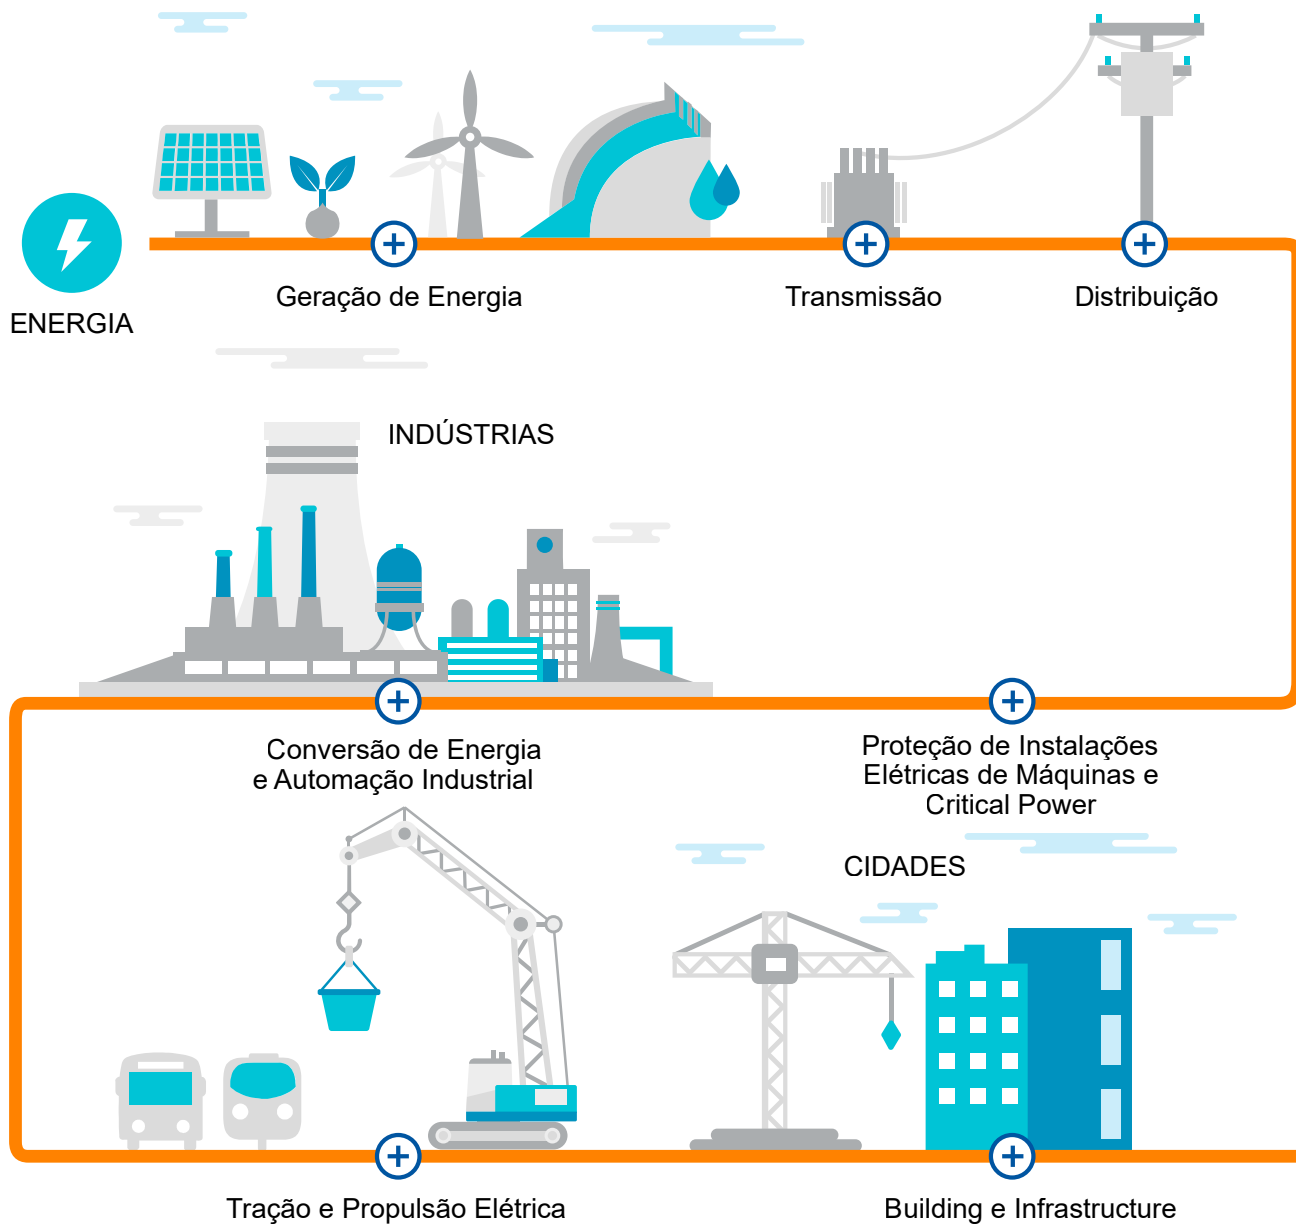 Geração de Energia
Transmissão
Distribuição
ENERGIA
INDÚSTRIAS
Conversão de Energia
e Automação Industrial
Proteção de Instalações
Elétricas de Máquinas e
Critical Power
CIDADES
Tração e Propulsão Elétrica
Building e Infrastructure